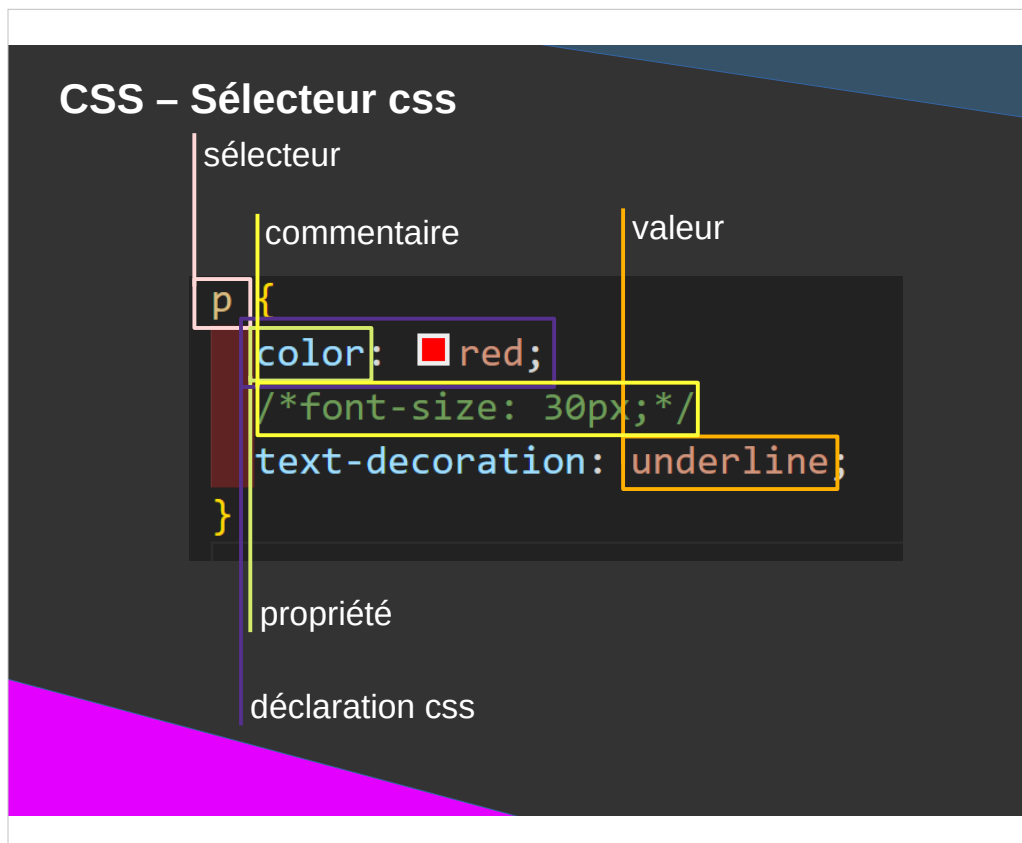 CSS – Sélecteur css
sélecteur
commentaire
valeur
p {
color: red;
/*font-size: 30px;*/
text-decoration: underline;
}
propriété
déclaration css